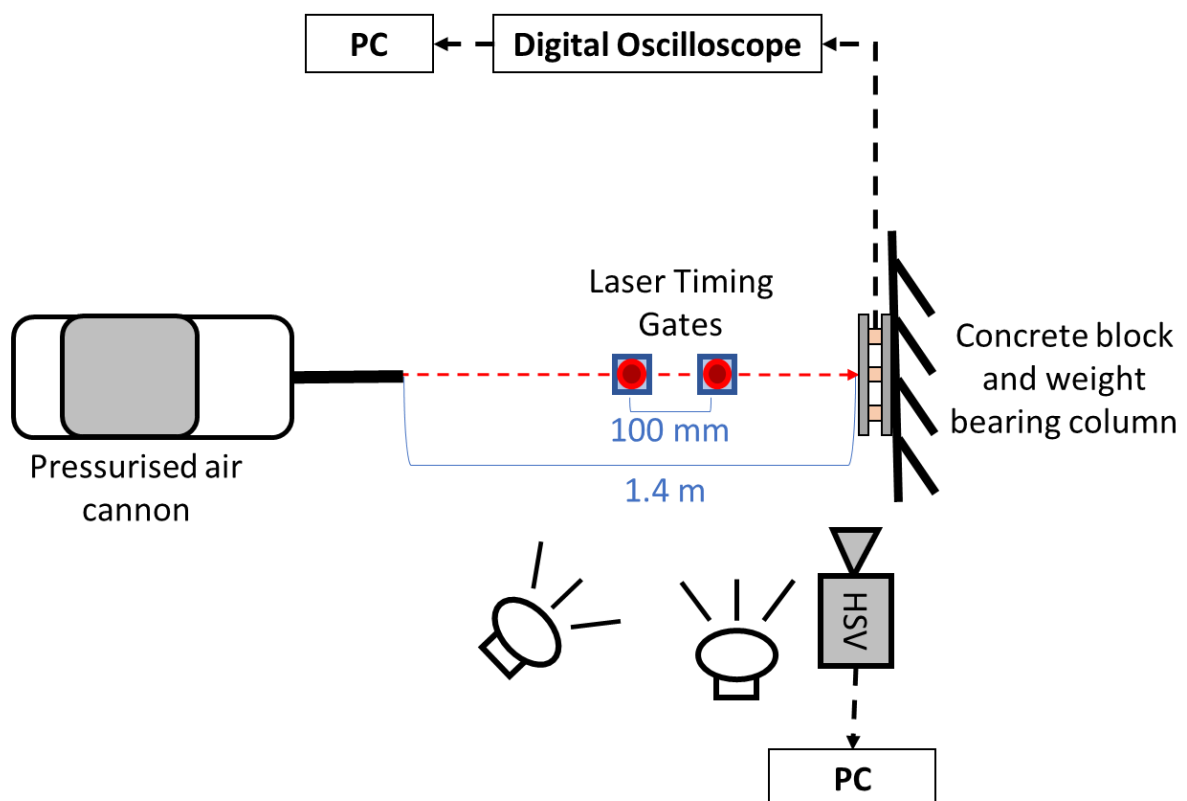 PC
Digital Oscilloscope
Laser Timing
Gates
100 mm
1.4 m
Pressurised air
cannon
Concrete block
and weight
bearing column
HSV
PC